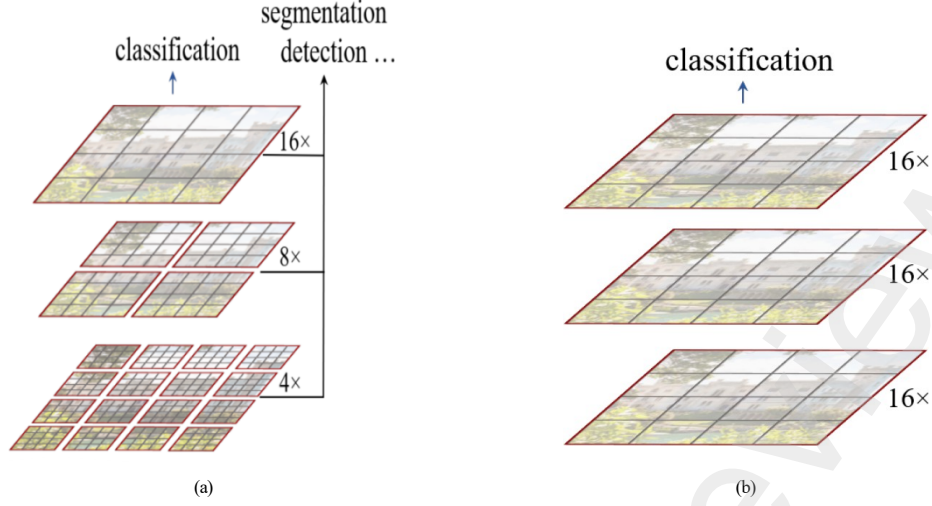 segmentation
classification detection ...
16×
8×
4×
(a)
classification
16×
16×
16×
(b)